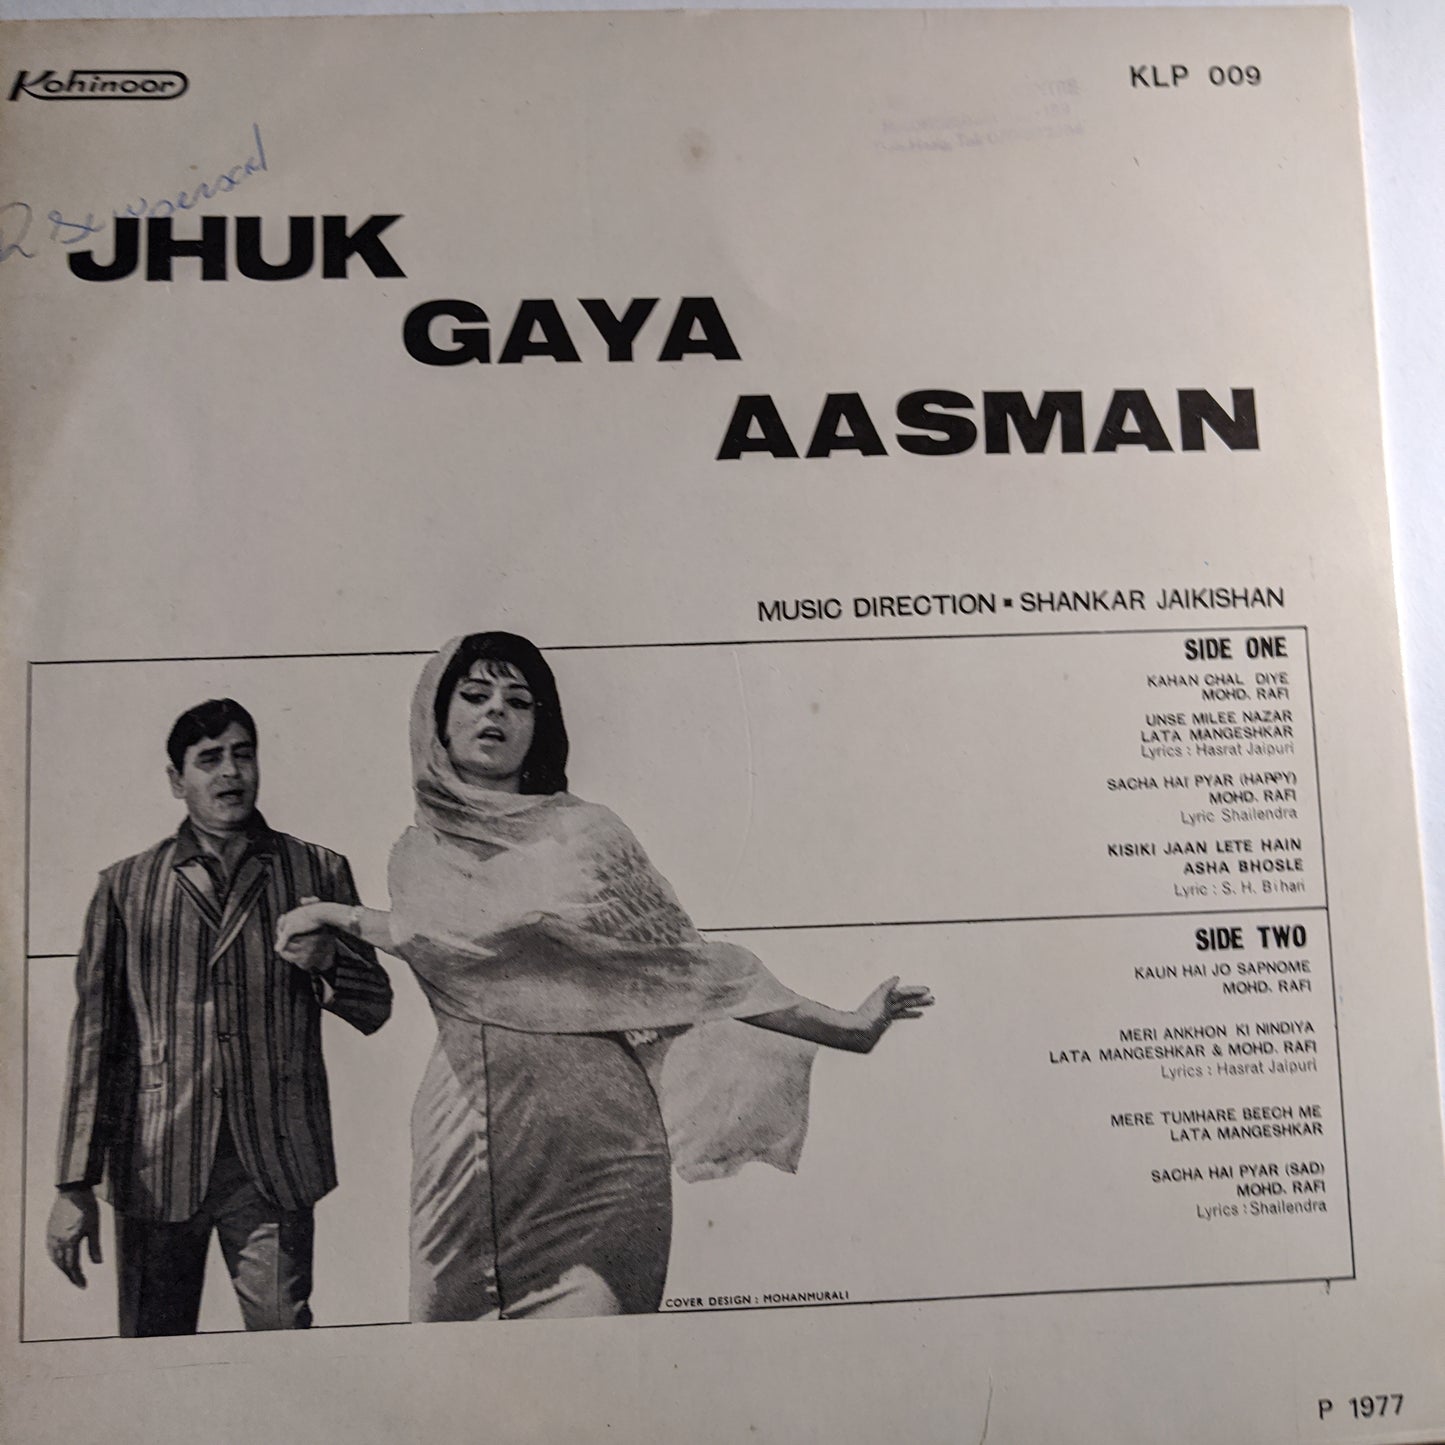 Kohinoor
KLP 009
JHUK
GAYA
AASMAN
MUSIC DIRECTION ▪ SHANKAR JAIKISHAN
SIDE ONE
KAHAN CHAL DIYE
MOHD. RAFI
UNSE MILEE NAZAR
LATA MANGESHKAR
Lyrics : Hasrat Jaipuri
SACHA HAI PYAR (HAPPY)
MOHD. RAFI
Lyric Shailendra
KISIKI JAAN LETE HAIN
ASHA BHOSLE
Lyric : S. H. Bihari
SIDE TWO
KAUN HAI JO SAPNOME
MOHD. RAFI
MERI ANKHON KI NINDIYA
LATA MANGESHKAR & MOHD. RAFI
Lyrics : Hasrat Jaipuri
MERE TUMHARE BEECH ME
LATA MANGESHKAR
SACHA HAI PYAR (SAD)
MOHD. RAFI
Lyrics : Shailendra
COVER DESIGN : MOHANMURALI
P 1977